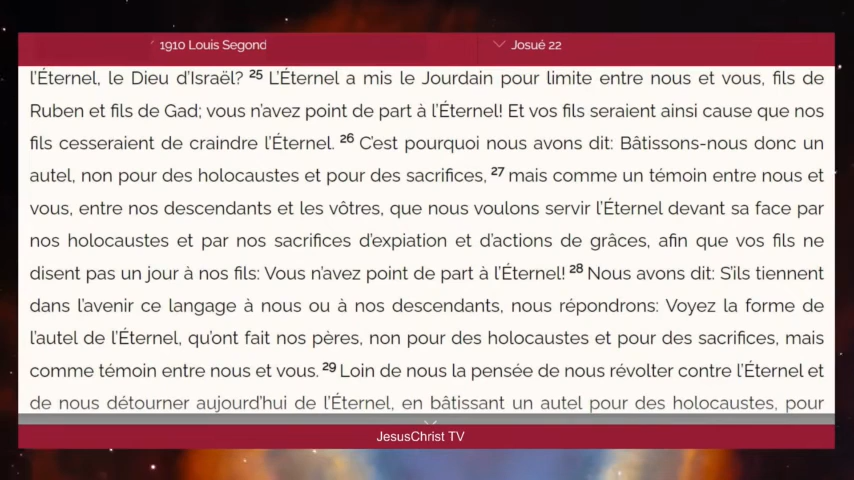 1910 Louis Segond
Josué 22
l’Éternel, le Dieu d’Israël? 25 L’Éternel a mis le Jourdain pour limite entre nous et vous, fils de
Ruben et fils de Gad; vous n’avez point de part à l’Éternel! Et vos fils seraient ainsi cause que nos
fils cesseraient de craindre l’Éternel. 26 C’est pourquoi nous avons dit: Bâtissons-nous donc un
autel, non pour des holocaustes et pour des sacrifices, 27 mais comme un témoin entre nous et
vous, entre nos descendants et les vôtres, que nous voulons servir l’Éternel devant sa face par
nos holocaustes et par nos sacrifices d’expiation et d’actions de grâces, afin que vos fils ne
disent pas un jour à nos fils: Vous n’avez point de part à l’Éternel! 28 Nous avons dit: S’ils tiennent
dans l’avenir ce langage à nous ou à nos descendants, nous répondrons: Voyez la forme de
l’autel de l’Éternel, qu’ont fait nos pères, non pour des holocaustes et pour des sacrifices, mais
comme témoin entre nous et vous. 29 Loin de nous la pensée de nous révolter contre l’Éternel et
de nous détourner aujourd’hui de l’Éternel, en bâtissant un autel pour des holocaustes, pour
JesusChrist TV